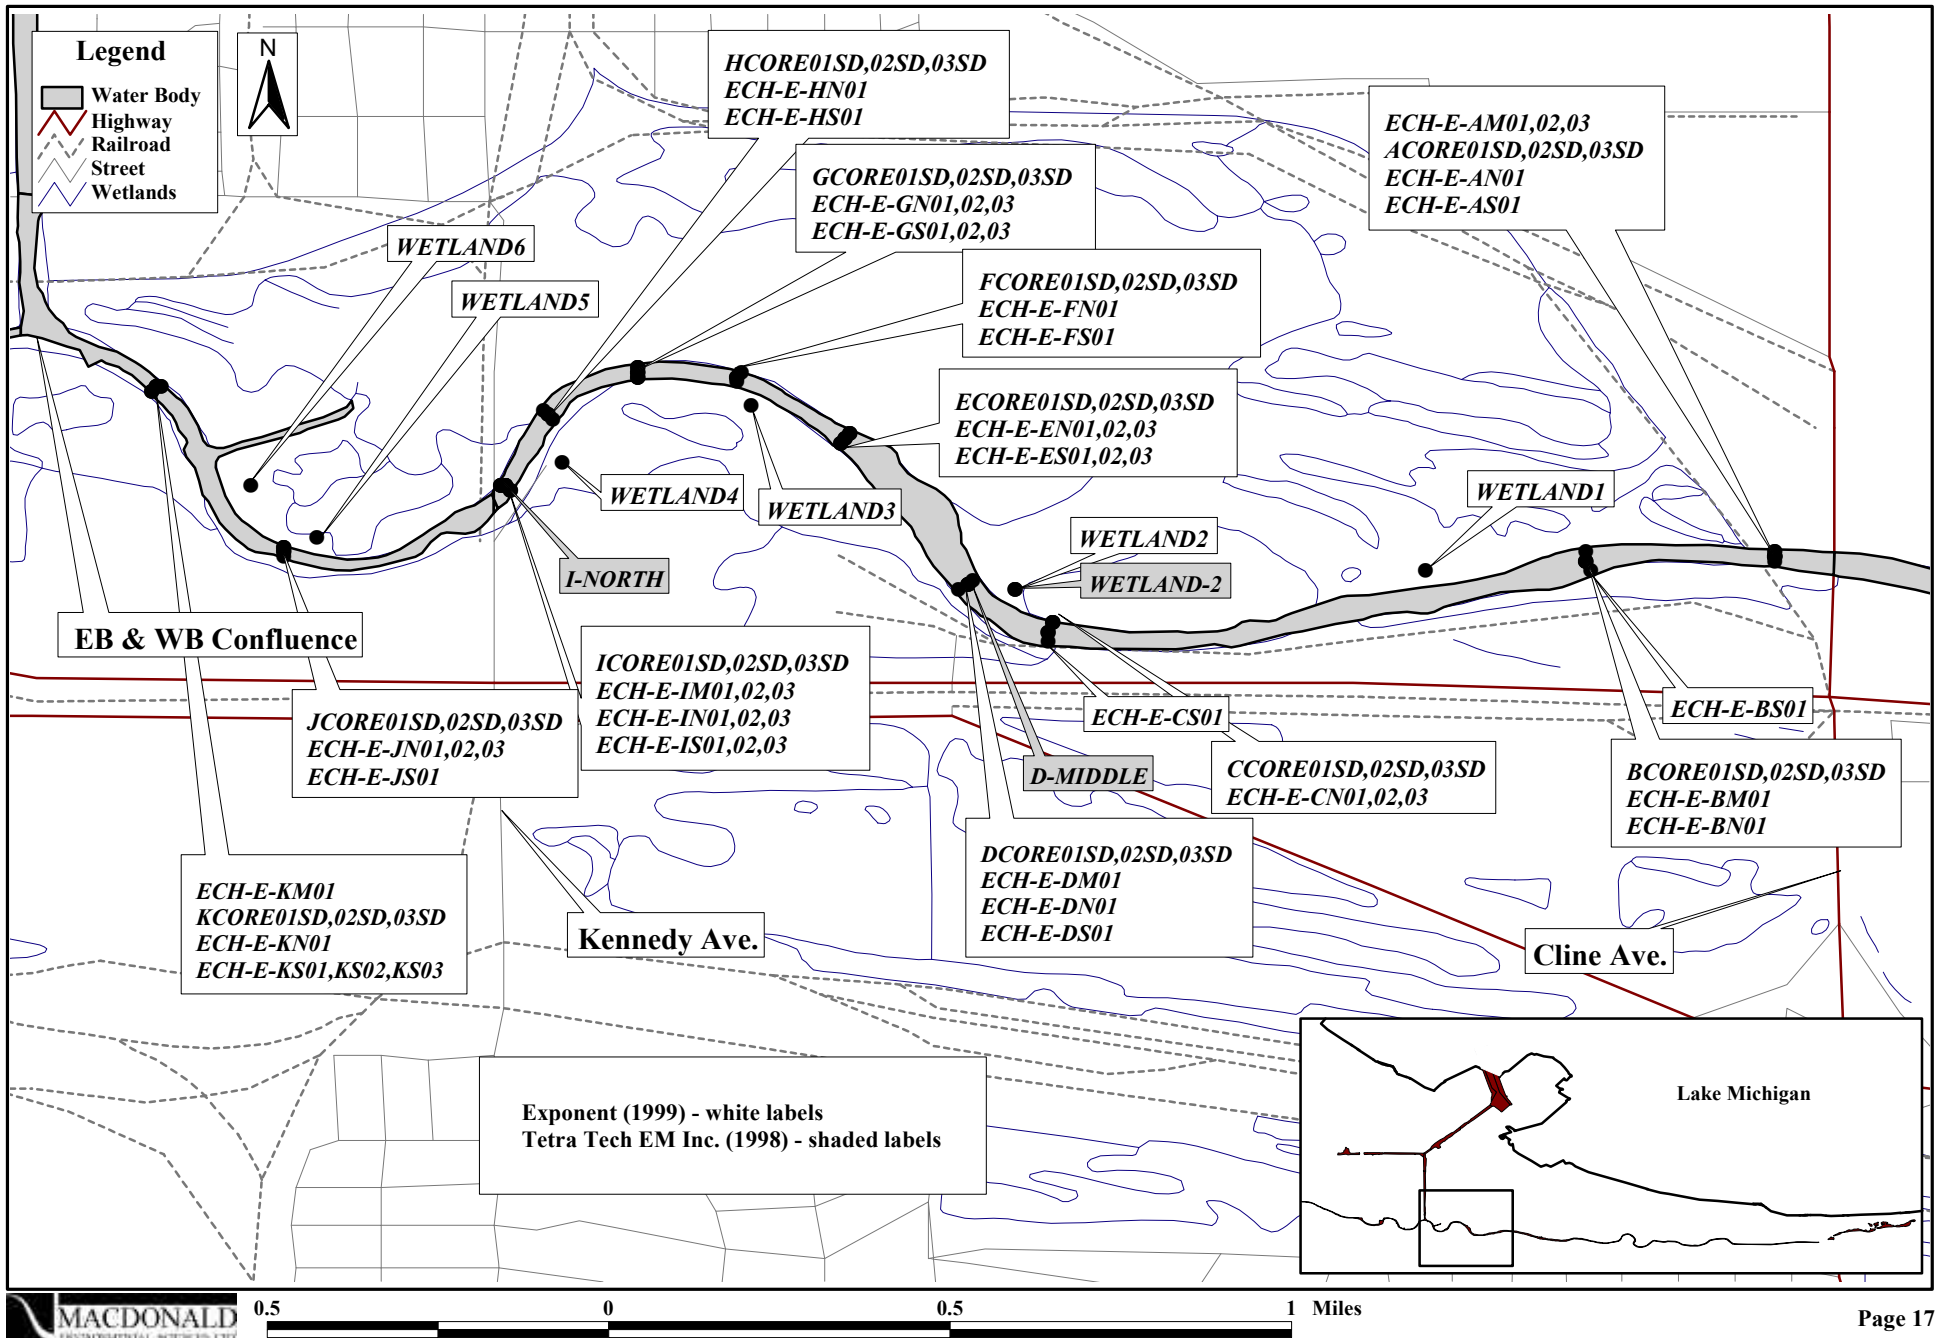 Legend
Water Body
Highway
Railroad
Street
Wetlands
N
HCORE01SD,02SD,03SD
ECH-E-HN01
ECH-E-HS01
GCORE01SD,02SD,03SD
ECH-E-GN01,02,03
ECH-E-GS01,02,03
ECH-E-AM01,02,03
ACORE01SD,02SD,03SD
ECH-E-AN01
ECH-E-AS01
WETLAND6
WETLAND5
FCORE01SD,02SD,03SD
ECH-E-FN01
ECH-E-FS01
ECORE01SD,02SD,03SD
ECH-E-EN01,02,03
ECH-E-ES01,02,03
WETLAND4
WETLAND3
WETLAND1
WETLAND2
WETLAND-2
I-NORTH
EB & WB Confluence
ICORE01SD,02SD,03SD
ECH-E-IM01,02,03
ECH-E-IN01,02,03
ECH-E-IS01,02,03
JCORE01SD,02SD,03SD
ECH-E-JN01,02,03
ECH-E-JS01
ECH-E-CS01
ECH-E-BS01
D-MIDDLE
CCORE01SD,02SD,03SD
ECH-E-CN01,02,03
BCORE01SD,02SD,03SD
ECH-E-BM01
ECH-E-BN01
DCORE01SD,02SD,03SD
ECH-E-DM01
ECH-E-DN01
ECH-E-DS01
ECH-E-KM01
KCORE01SD,02SD,03SD
ECH-E-KN01
ECH-E-KS01,KS02,KS03
Kennedy Ave.
Cline Ave.
Exponent (1999) - white labels
Tetra Tech EM Inc. (1998) - shaded labels
Lake Michigan
MACDONALD
0.5 0 0.5 1 Miles
Page 17